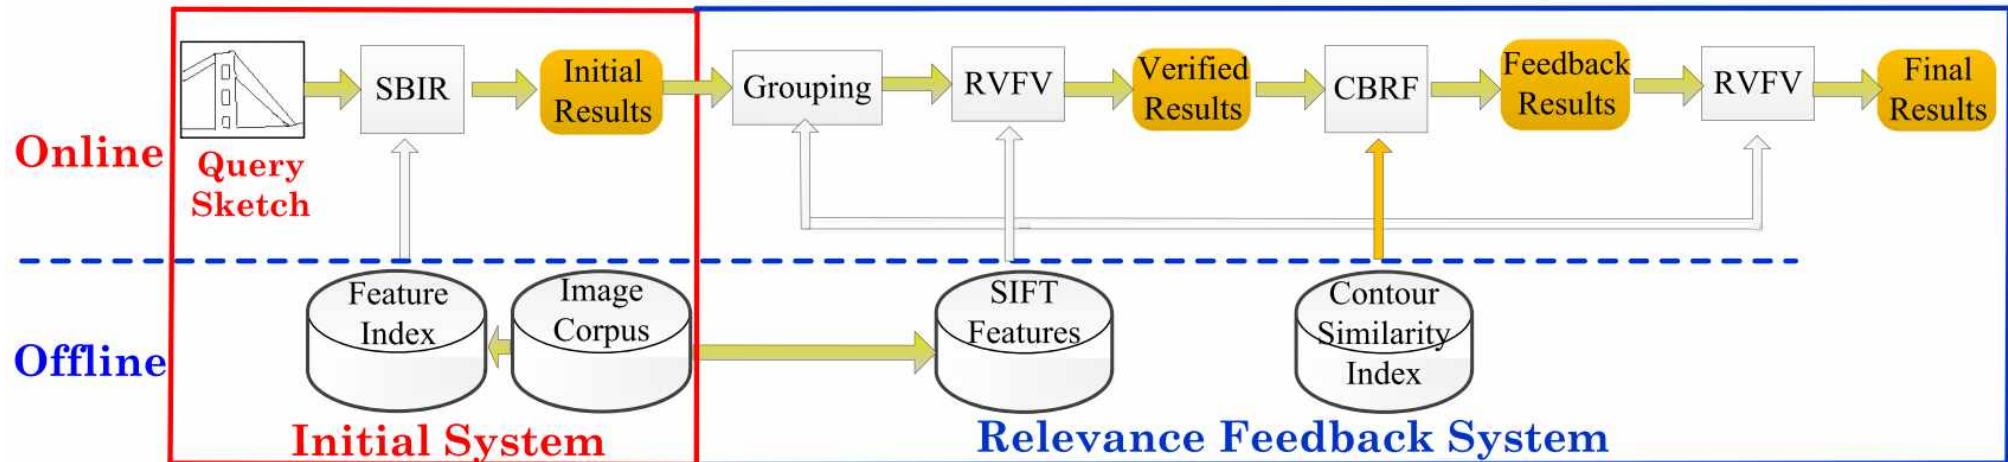 SBIR
Initial
Results
Grouping
RVFV
Verified
Results
CBRF
Feedback
Results
RVFV
Final
Results
Online
Query
Sketch
Feature
Index
Image
Corpus
SIFT
Features
Contour
Similarity
Index
Offline
Initial System
Relevance Feedback System